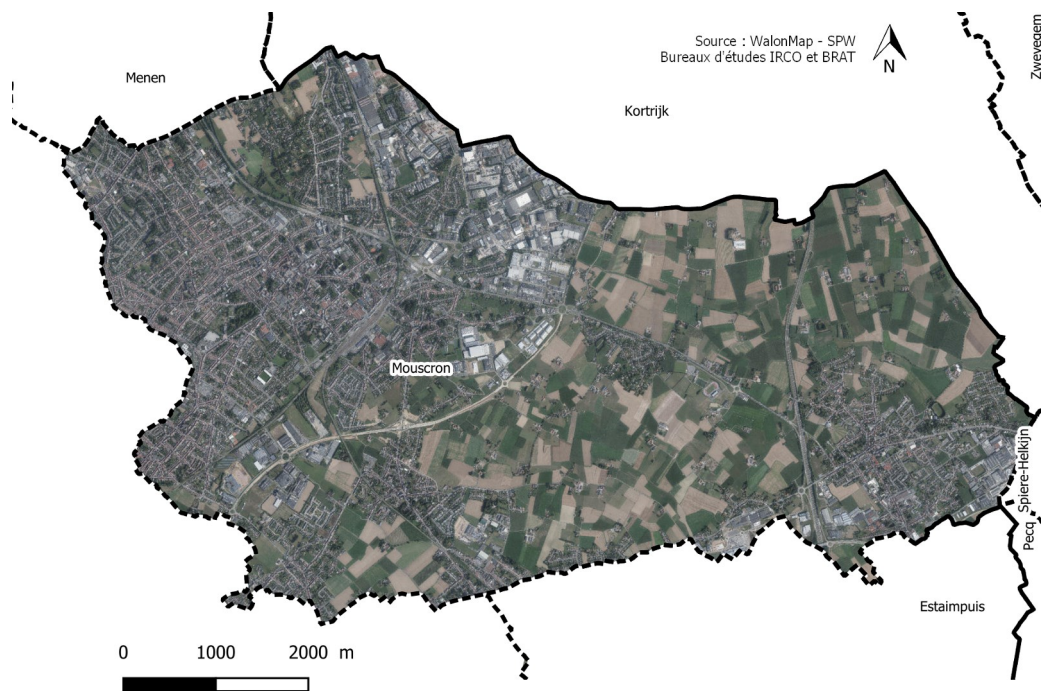 Source : WalonMap - SPW
Bureaux d'études IRCO et BRAT
N
Zwevegem
Menen
Kortrijk
Mouscron
Spiere-Helkijn
Pecq
Estaimpuis
0 1000 2000 m